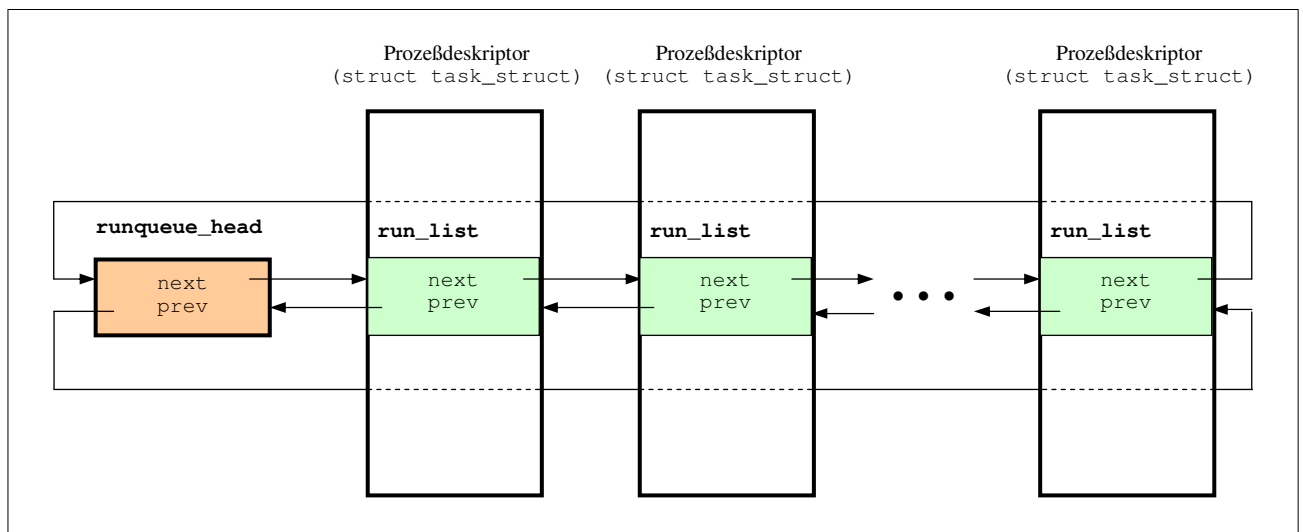 Prozeßdeskriptor
(struct task_struct)
Prozeßdeskriptor
(struct task_struct)
Prozeßdeskriptor
(struct task_struct)
runqueue_head
run_list
run_list
run_list
next
prev
next
prev
next
prev
next
prev